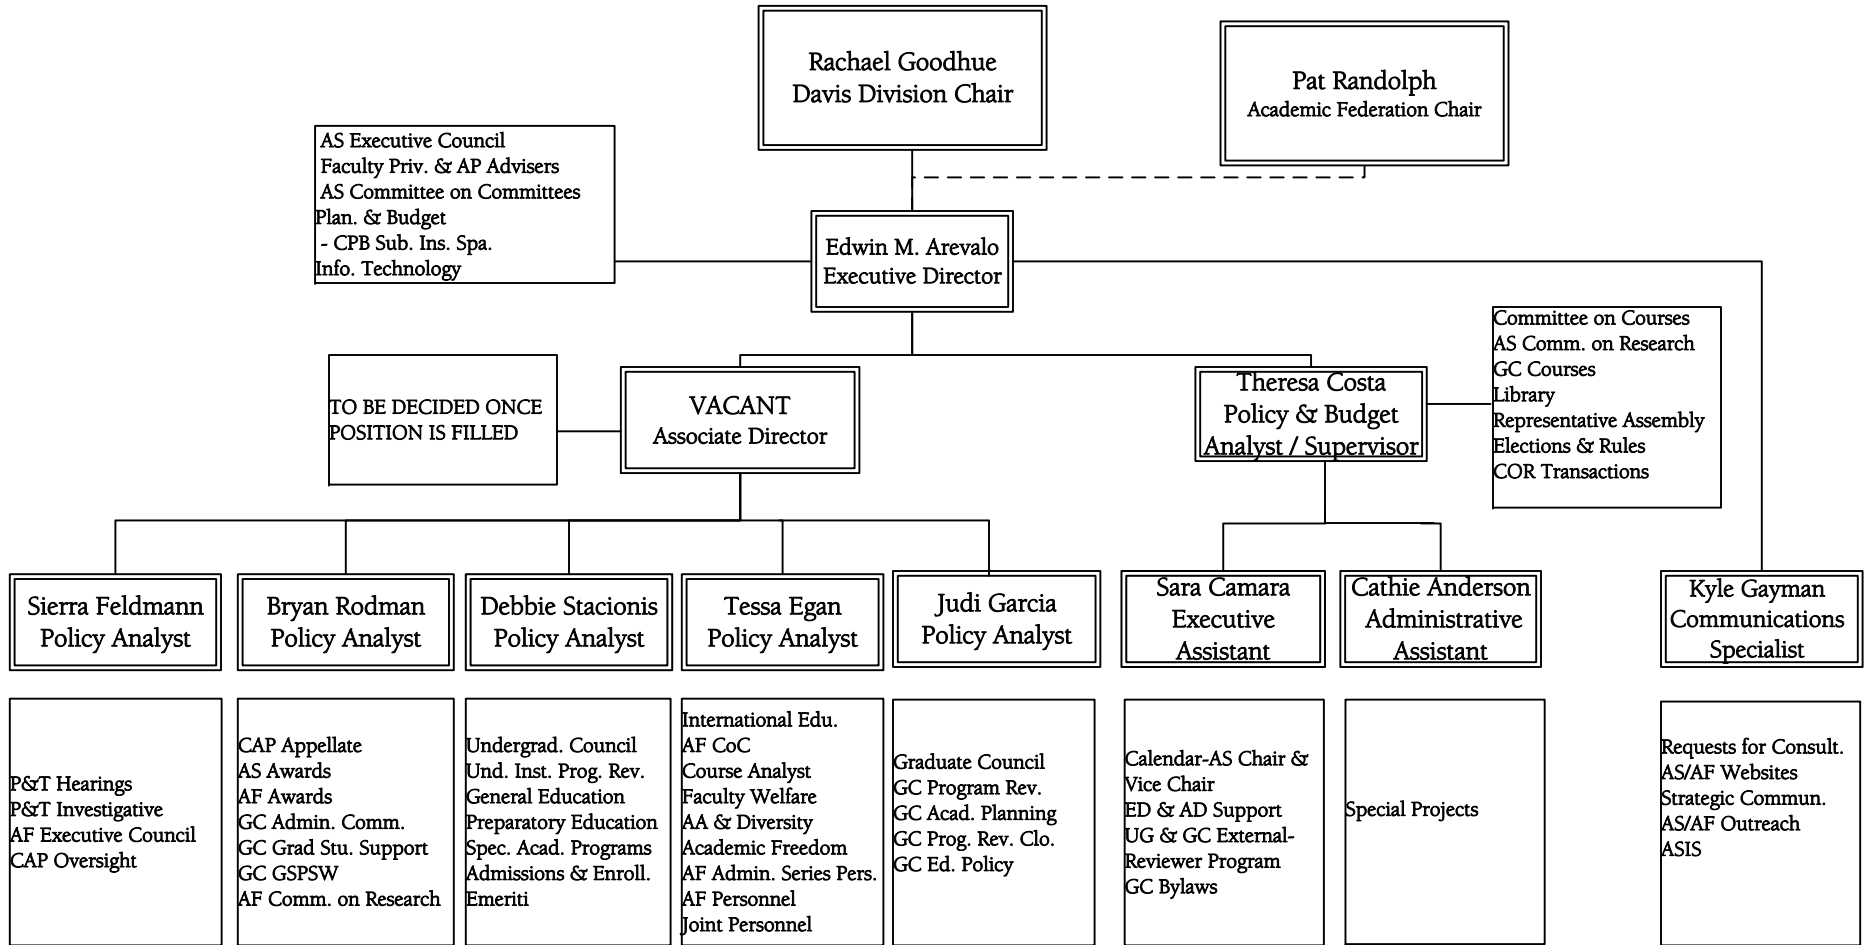 Rachael Goodhue
Davis Division Chair
Pat Randolph
Academic Federation Chair
AS Executive Council
Faculty Priv. & AP Advisers
AS Committee on Committees
Plan. & Budget
- CPB Sub. Ins. Spa.
Info. Technology
Edwin M. Arevalo
Executive Director
TO BE DECIDED ONCE
POSITION IS FILLED
VACANT
Associate Director
Theresa Costa
Policy & Budget
Analyst / Supervisor
Committee on Courses
AS Comm. on Research
GC Courses
Library
Representative Assembly
Elections & Rules
COR Transactions
Sierra Feldmann
Policy Analyst
Bryan Rodman
Policy Analyst
Debbie Stacionis
Policy Analyst
Tessa Egan
Policy Analyst
Judi Garcia
Policy Analyst
Sara Camara
Executive
Assistant
Cathie Anderson
Administrative
Assistant
Kyle Gayman
Communications
Specialist
P&T Hearings
P&T Investigative
AF Executive Council
CAP Oversight
CAP Appellate
AS Awards
AF Awards
GC Admin. Comm.
GC Grad Stu. Support
GC GSPSW
AF Comm. on Research
Undergrad. Council
Und. Inst. Prog. Rev.
General Education
Preparatory Education
Spec. Acad. Programs
Admissions & Enroll.
Emeriti
International Edu.
AF CoC
Course Analyst
Faculty Welfare
AA & Diversity
Academic Freedom
AF Admin. Series Pers.
AF Personnel
Joint Personnel
Graduate Council
GC Program Rev.
GC Acad. Planning
GC Prog. Rev. Clo.
GC Ed. Policy
Calendar-AS Chair &
Vice Chair
ED & AD Support
UG & GC External-
Reviewer Program
GC Bylaws
Special Projects
Requests for Consult.
AS/AF Websites
Strategic Commun.
AS/AF Outreach
ASIS